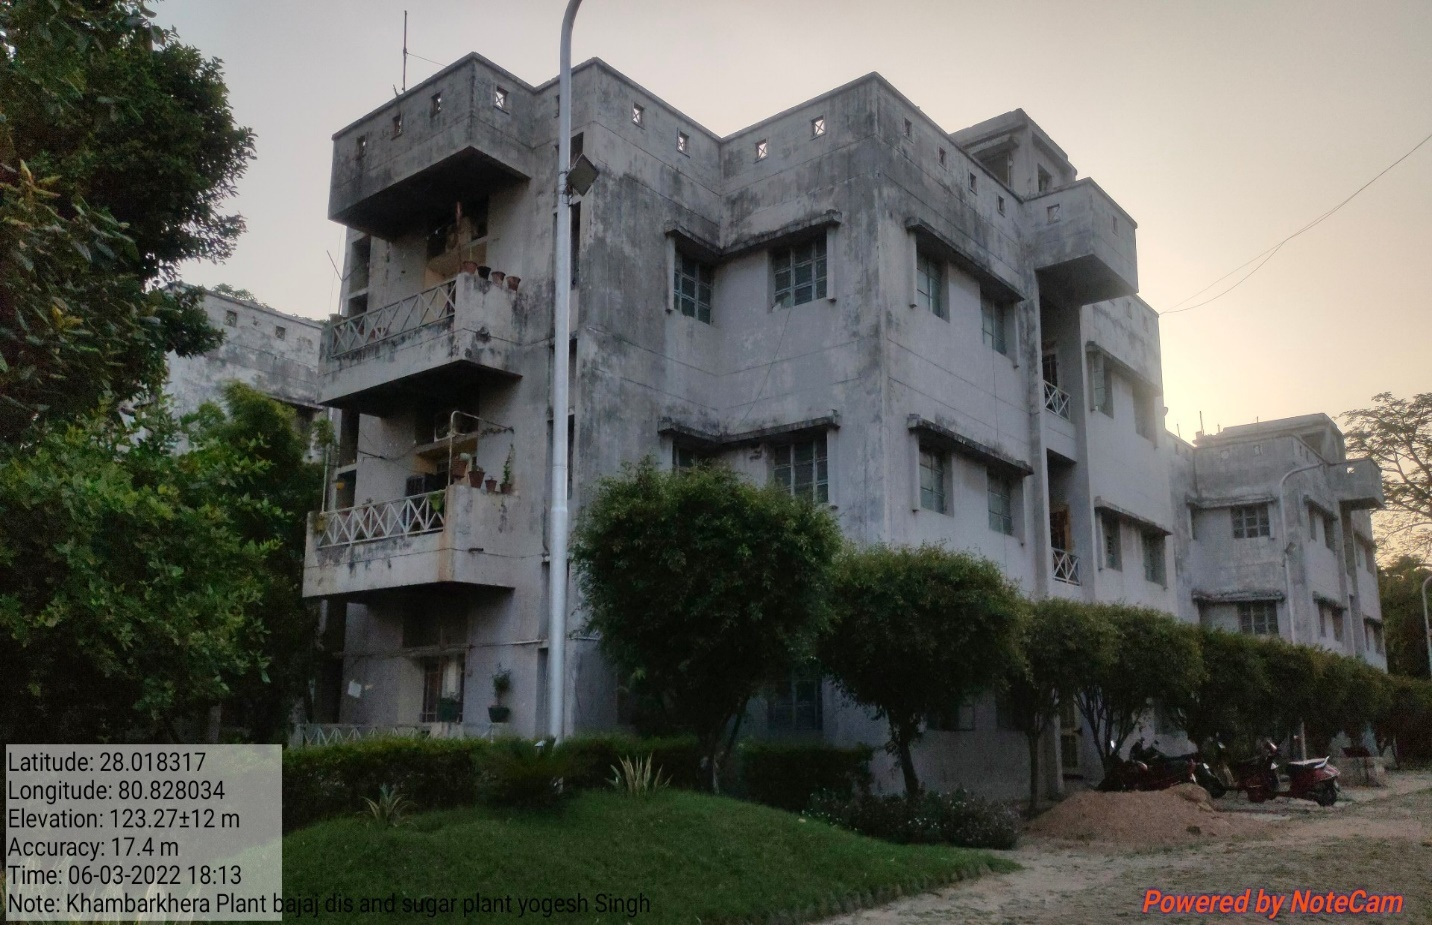 Latitude: 28.018317
Longitude: 80.828034
Elevation: 123.27±12 m
Accuracy: 17.4 m
Time: 06-03-2022 18:13
Note: Khambarkhera Plant bajaj dis and sugar plant yogesh Singh
Powered by NoteCam